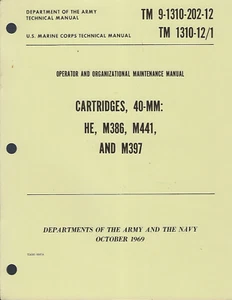 DEPARTMENT OF THE ARMY
TECHNICAL MANUAL
TM 9-1310-202-12
U.S. MARINE CORPS TECHNICAL MANUAL
TM 1310-12/1
OPERATOR AND ORGANIZATIONAL MAINTENANCE MANUAL
CARTRIDGES, 40-MM:
HE, M386, M441,
AND M397
DEPARTMENTS OF THE ARMY AND THE NAVY
OCTOBER 1969